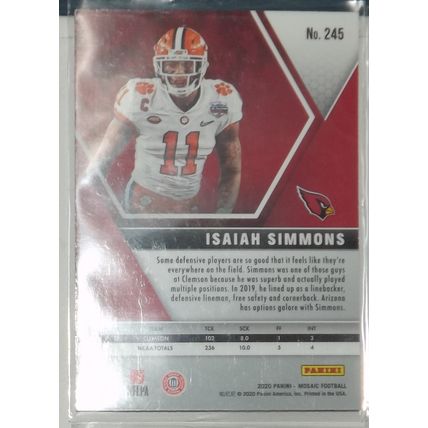 No. 245
C
11
ISAIAH SIMMONS
Some defensive players are so good that it feels like they're
everywhere on the field. Simmons was one of those guys
at Clemson because he was superb and actually played
multiple positions. In 2019, he lined up as a linebacker,
defensive lineman, free safety and cornerback. Arizona
has options galore with Simmons.
TEAM TCK SCK FF INT
CLEMSON 102 8.0 1 3
NCAA TOTALS 236 10.0 5 4
NFLPA
PANINI
2020 PANINI - MOSAIC FOOTBALL
© 2020 Panini America, Inc. Printed in the USA.